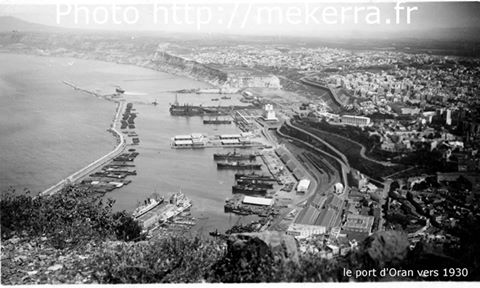 Photo http://mekerra.fr
le port d'Oran vers 1930